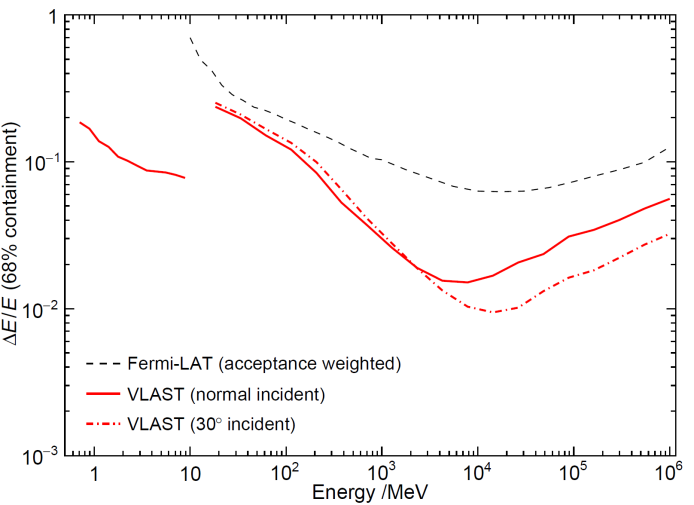 1
10⁻¹
10⁻²
10⁻³
ΔE/E (68% containment)
Fermi-LAT (acceptance weighted)
VLAST (normal incident)
VLAST (30° incident)
1 10 10² 10³ 10⁴ 10⁵ 10⁶
Energy /MeV